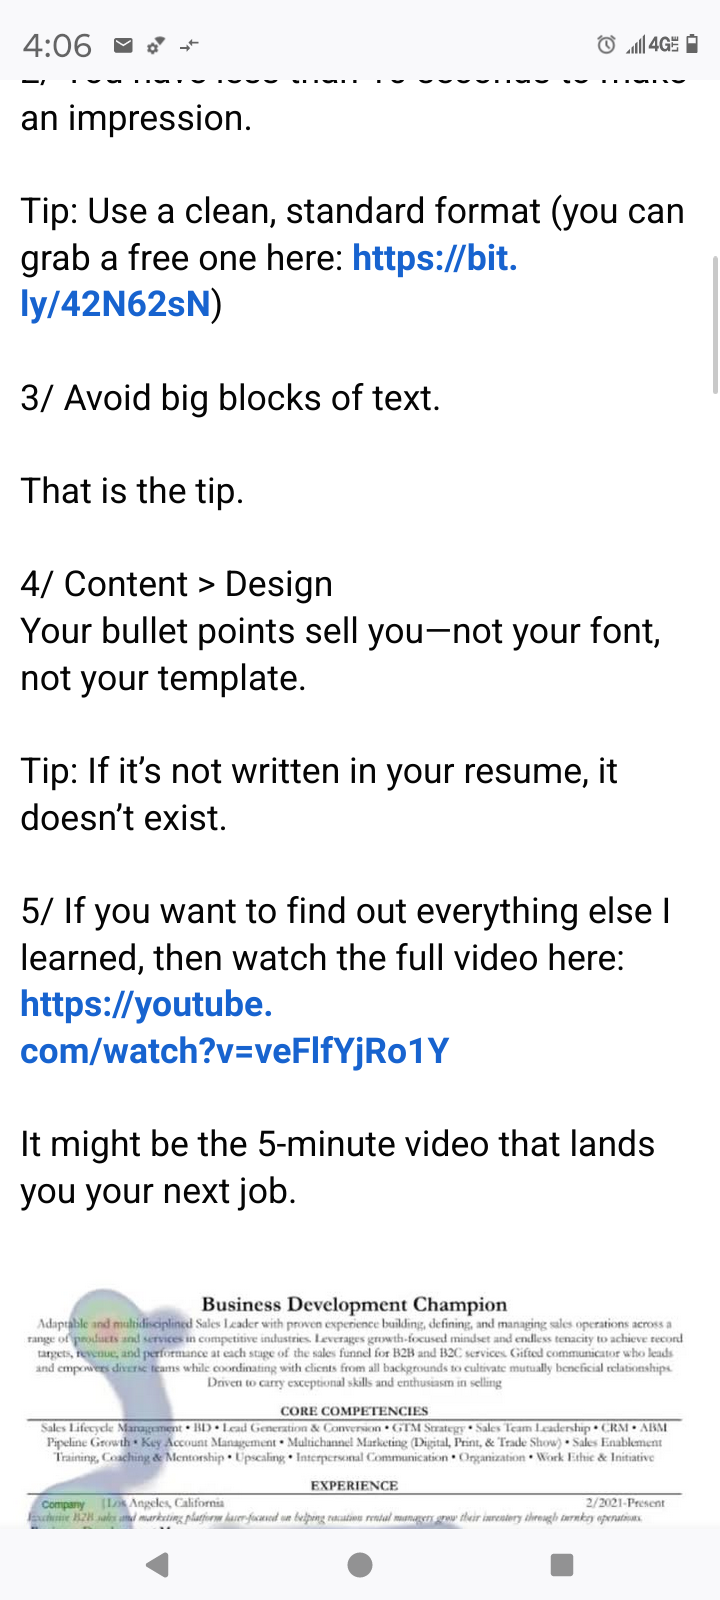 4:06
4G
an impression.
Tip: Use a clean, standard format (you can
grab a free one here: https://bit.
ly/42N62sN)
3/ Avoid big blocks of text.
That is the tip.
4/ Content > Design
Your bullet points sell you—not your font,
not your template.
Tip: If it’s not written in your resume, it
doesn’t exist.
5/ If you want to find out everything else I
learned, then watch the full video here:
https://youtube.
com/watch?v=veFlfYjRo1Y
It might be the 5-minute video that lands
you your next job.
Business Development Champion
Adaptable and multidisciplined Sales Leader with proven experience building, defining, and managing sales operations across a
range of products and services in competitive industries. Leverages growth-focused mindset and endless tenacity to achieve record
targets, revenue, and performance at each stage of the sales funnel for B2B and B2C services. Gifted communicator who leads
and empowers diverse teams while coordinating with clients from all backgrounds to cultivate mutually beneficial relationships.
Driven to carry exceptional skills and enthusiasm in selling
CORE COMPETENCIES
Sales Lifecycle Management • BD • Lead Generation & Conversion • GTM Strategy • Sales Team Leadership • CRM • ABM
Pipeline Growth • Key Account Management • Multichannel Marketing (Digital, Print, & Trade Show) • Sales Enablement
Training, Coaching & Mentorship • Upscaling • Interpersonal Communication • Organization • Work Ethic & Initiative
EXPERIENCE
Company | Los Angeles, California 2/2021-Present
B2B sales and marketing platform laser-focused on helping vacation rental managers grow their inventory through turnkey operations.